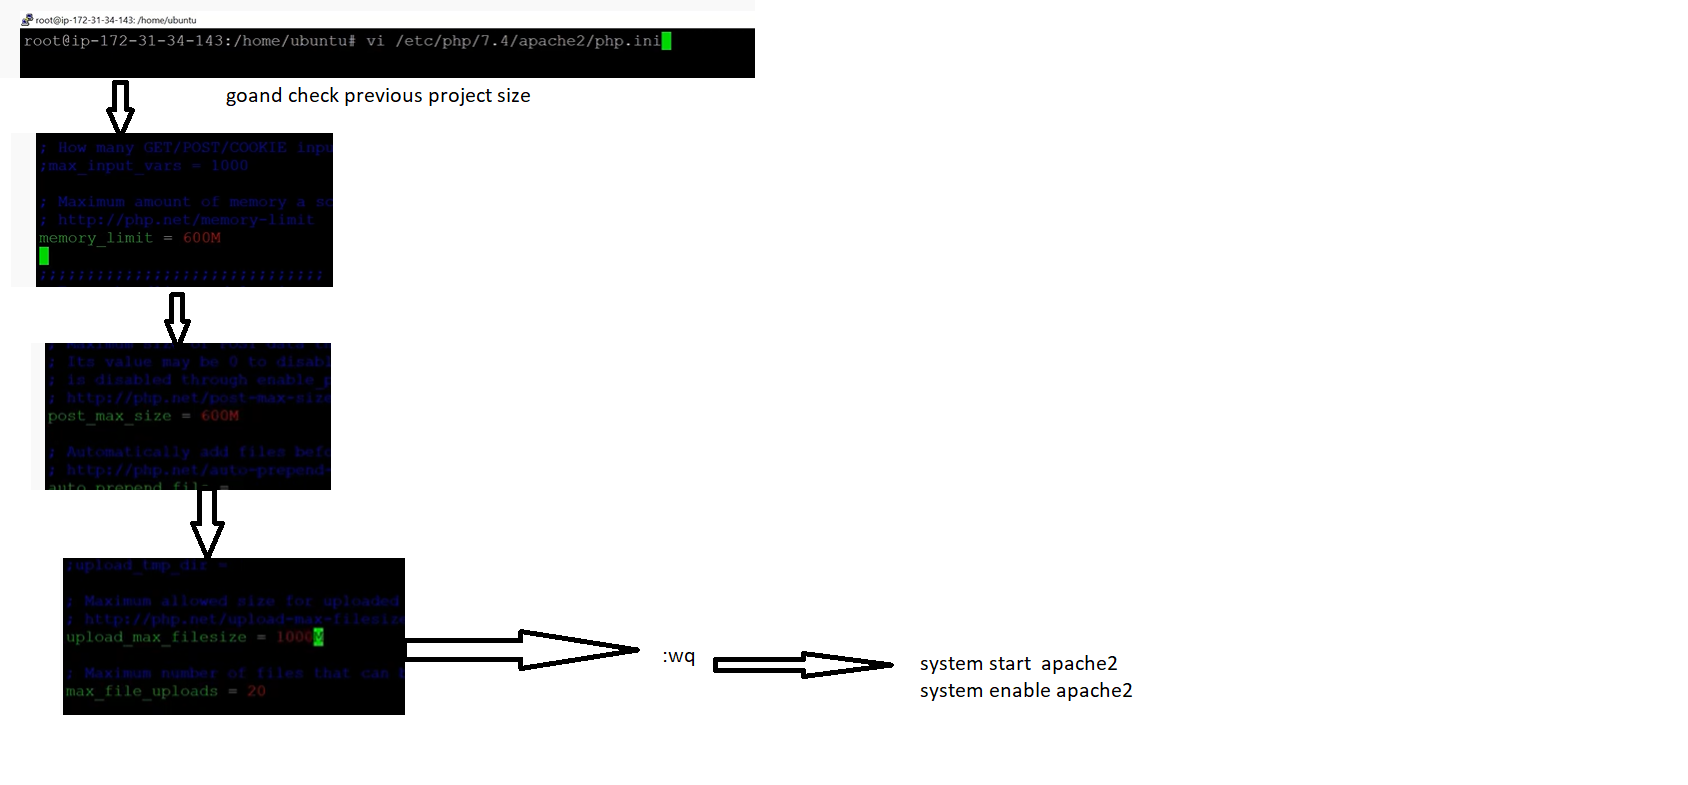 root@ip-172-31-34-143: /home/ubuntu
root@ip-172-31-34-143:/home/ubuntu# vi /etc/php/7.4/apache2/php.ini
goand check previous project size
; How many GET/POST/COOKIE inpu
;max_input_vars = 1000
; Maximum amount of memory a sc
; http://php.net/memory-limit
memory_limit = 600M
;;;;;;;;;;;;;;;;;;;;;;;;;;;;;;;
; Its value may be 0 to disabl
; is disabled through enable_p
; http://php.net/post-max-size
post_max_size = 600M
; Automatically add files befo
; http://php.net/auto-prepend-
auto_prepend_file =
;upload_tmp_dir =
; Maximum allowed size for uploaded
; http://php.net/upload-max-filesize
upload_max_filesize = 1000M
; Maximum number of files that can b
max_file_uploads = 20
:wq
system start apache2
system enable apache2